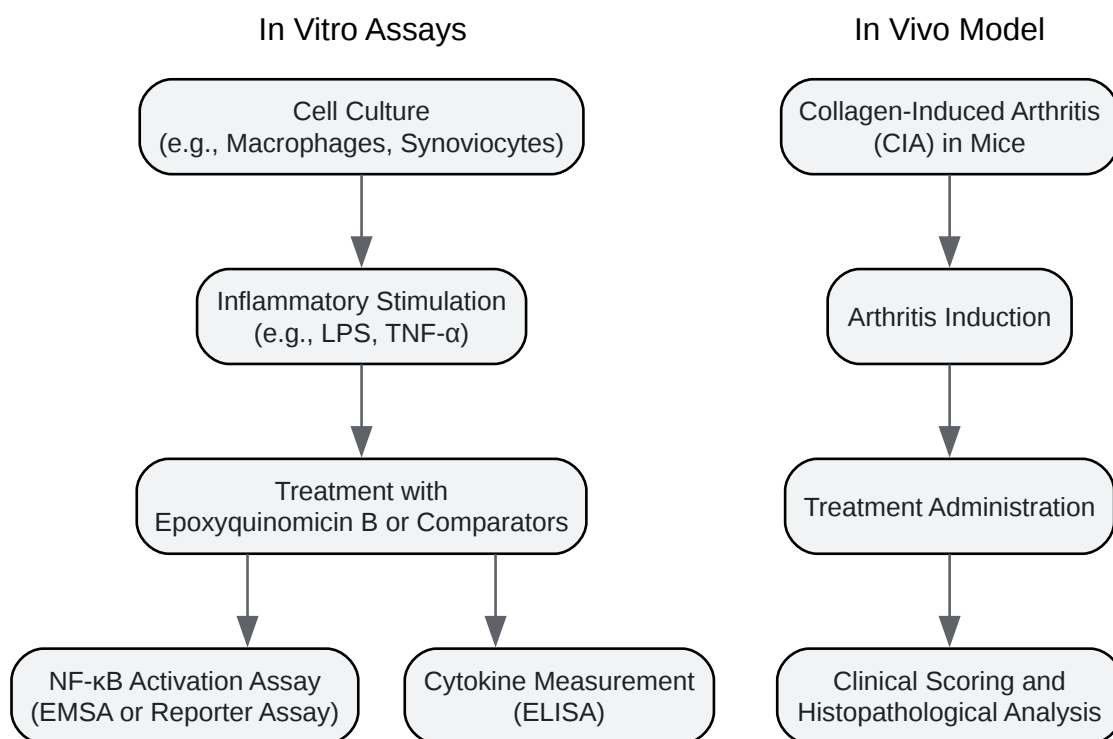 In Vitro Assays
Cell Culture
(e.g., Macrophages, Synoviocytes)
Inflammatory Stimulation
(e.g., LPS, TNF-α)
Treatment with
Epoxyquinomicin B or Comparators
NF-κB Activation Assay
(EMSA or Reporter Assay)
Cytokine Measurement
(ELISA)
In Vivo Model
Collagen-Induced Arthritis
(CIA) in Mice
Arthritis Induction
Treatment Administration
Clinical Scoring and
Histopathological Analysis